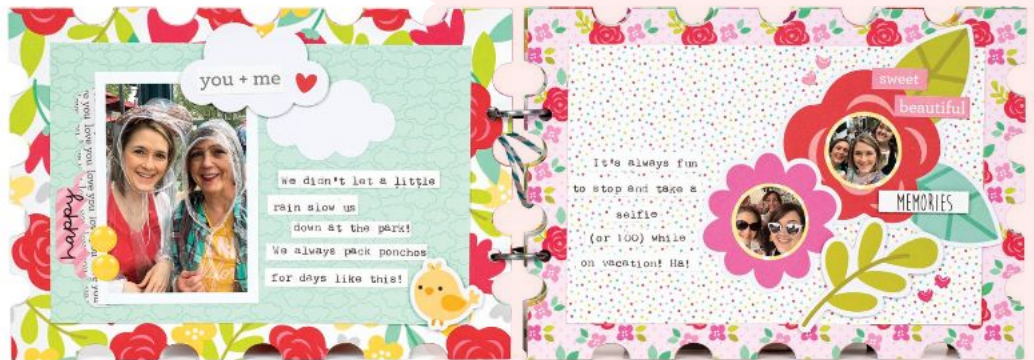 you + me
happy
We didn't let a little
rain slow us
down at the park!
We always pack ponchos
for days like this!
sweet
beautiful
It's always fun
to stop and take a
selfie
(or 100) while
on vacation! Ha!
MEMORIES